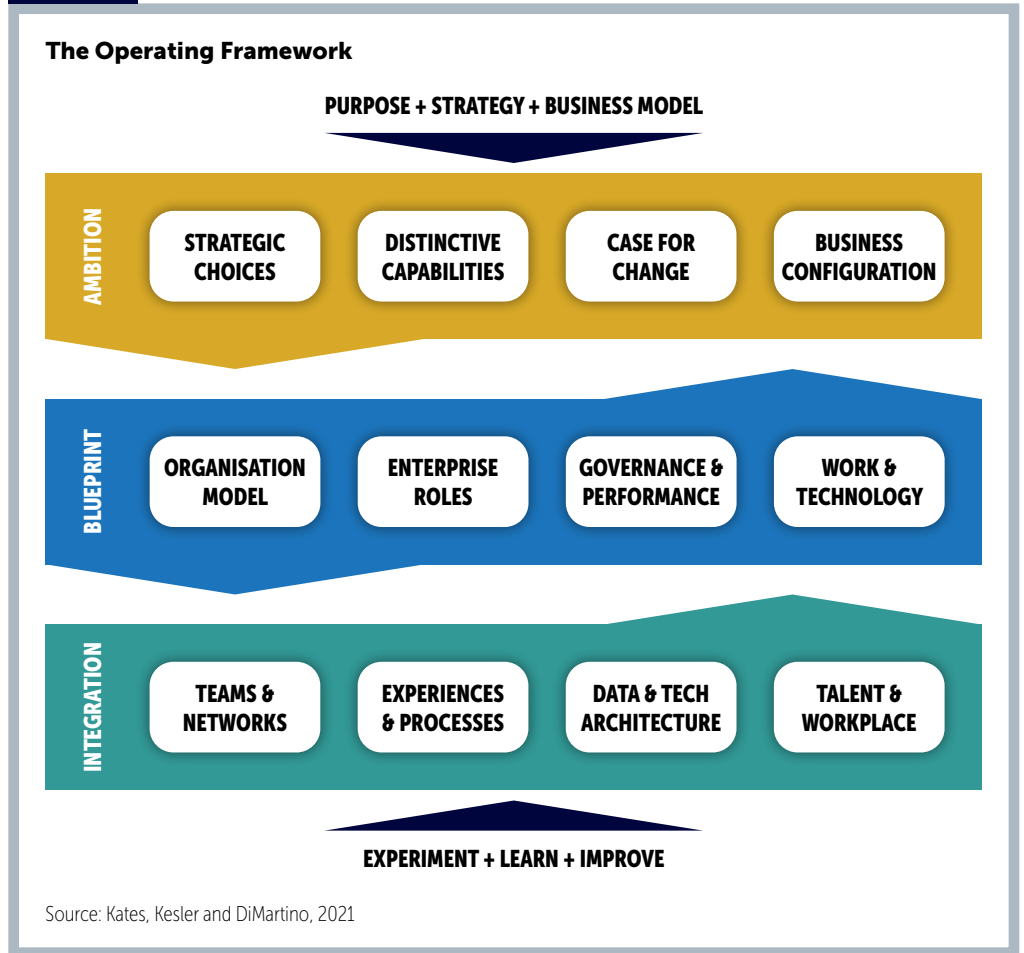 The Operating Framework
PURPOSE + STRATEGY + BUSINESS MODEL
AMBITION
STRATEGIC
CHOICES
DISTINCTIVE
CAPABILITIES
CASE FOR
CHANGE
BUSINESS
CONFIGURATION
BLUEPRINT
ORGANISATION
MODEL
ENTERPRISE
ROLES
GOVERNANCE &
PERFORMANCE
WORK &
TECHNOLOGY
INTEGRATION
TEAMS &
NETWORKS
EXPERIENCES
& PROCESSES
DATA & TECH
ARCHITECTURE
TALENT &
WORKPLACE
EXPERIMENT + LEARN + IMPROVE
Source: Kates, Kesler and DiMartino, 2021